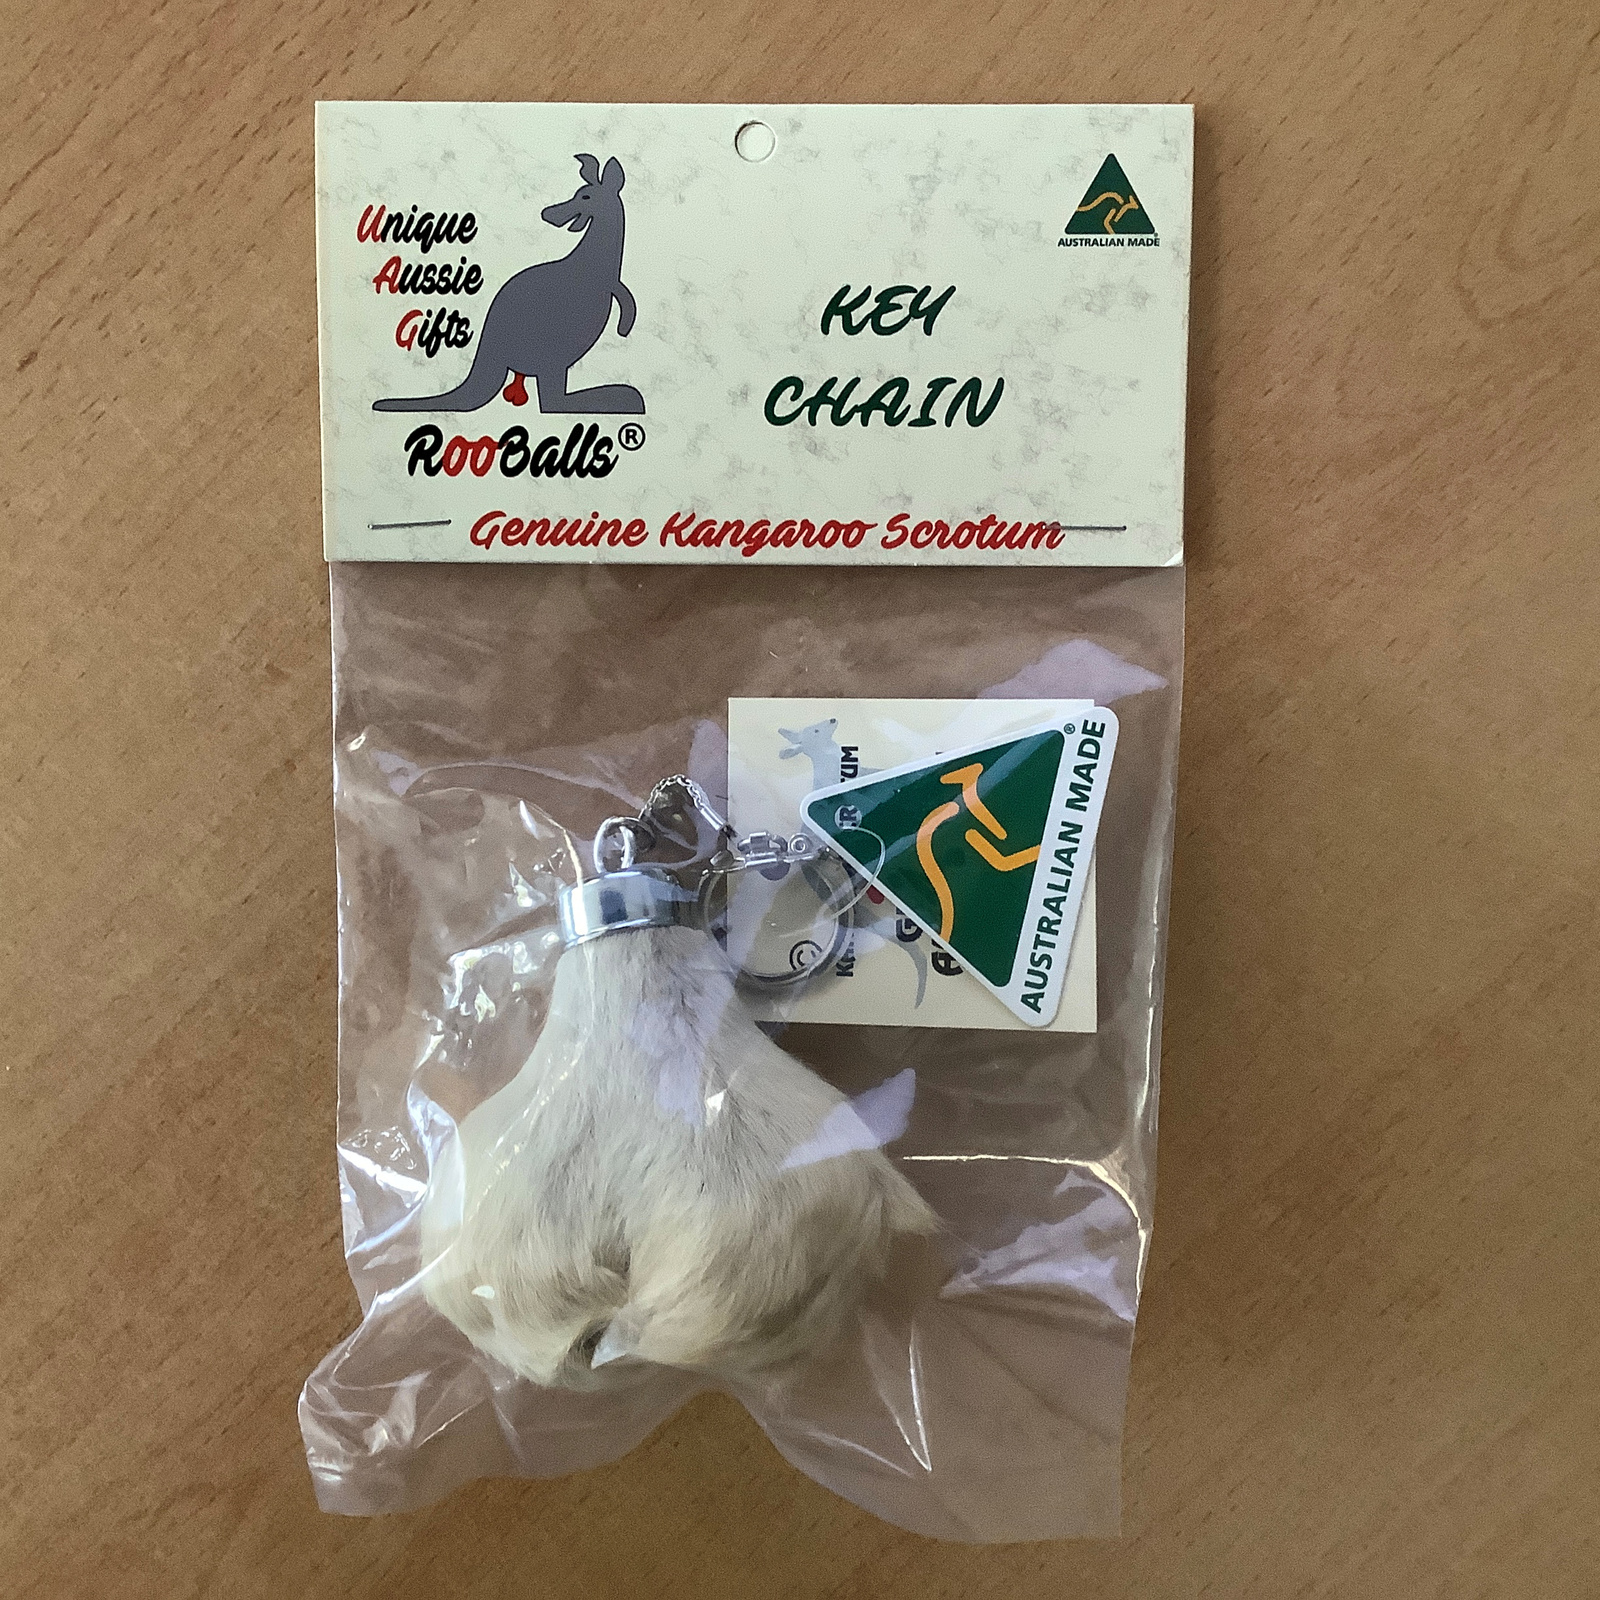 Unique
Aussie
Gifts
RooBalls®
AUSTRALIAN MADE
KEY
CHAIN
Genuine Kangaroo Scrotum
® AUSTRALIAN MADE
©